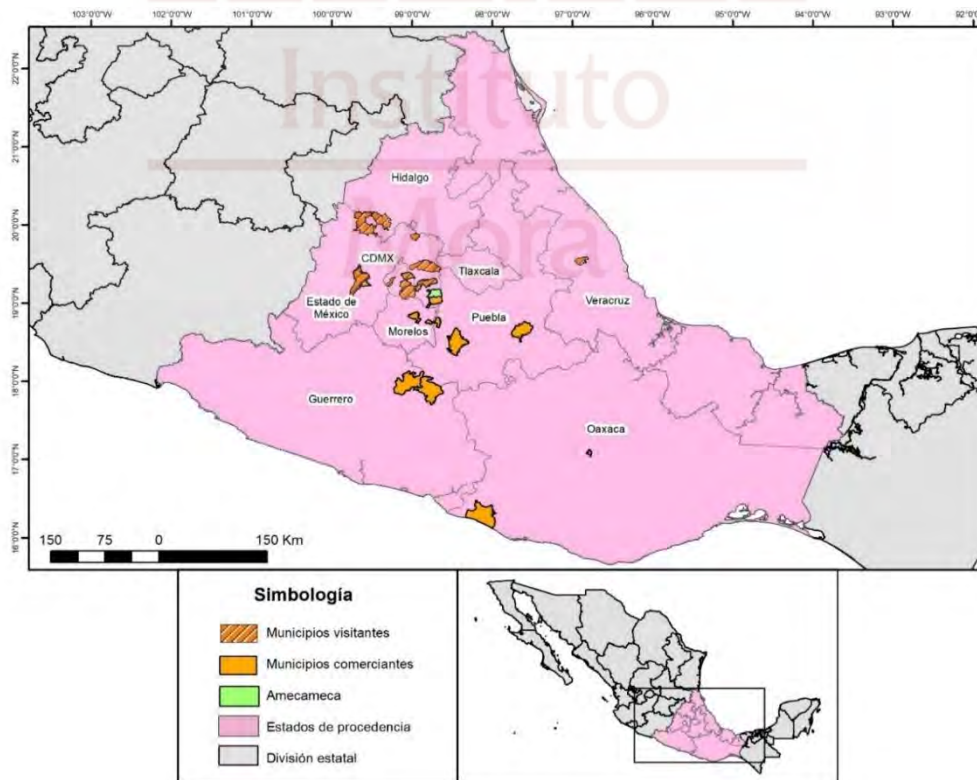 103°0'0"W 102°0'0"W 101°0'0"W 100°0'0"W 99°0'0"W 98°0'0"W 97°0'0"W 96°0'0"W 95°0'0"W 94°0'0"W 93°0'0"W 92°0'0"W
22°0'0"N
21°0'0"N
20°0'0"N
19°0'0"N
18°0'0"N
17°0'0"N
16°0'0"N
Instituto
Mora
Hidalgo
CDMX
Tlaxcala
Estado de
México
Morelos
Puebla
Veracruz
Guerrero
Oaxaca
150 75 0 150 Km
Simbología
Municipios visitantes
Municipios comerciantes
Amecameca
Estados de procedencia
División estatal